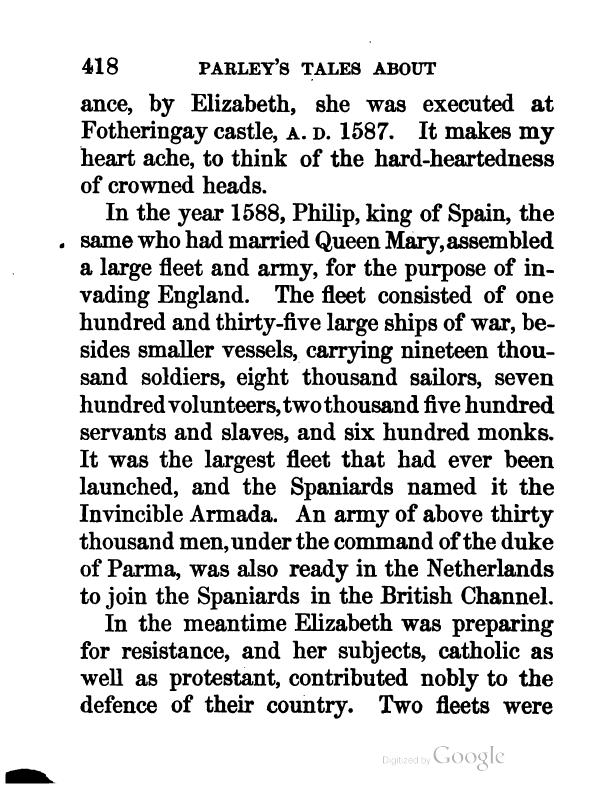 418 PARLEY'S TALES ABOUT
ance, by Elizabeth, she was executed at
Fotheringay castle, A. D. 1587. It makes my
heart ache, to think of the hard-heartedness
of crowned heads.
In the year 1588, Philip, king of Spain, the
same who had married Queen Mary, assembled
a large fleet and army, for the purpose of in-
vading England. The fleet consisted of one
hundred and thirty-five large ships of war, be-
sides smaller vessels, carrying nineteen thou-
sand soldiers, eight thousand sailors, seven
hundred volunteers, two thousand five hundred
servants and slaves, and six hundred monks.
It was the largest fleet that had ever been
launched, and the Spaniards named it the
Invincible Armada. An army of above thirty
thousand men, under the command of the duke
of Parma, was also ready in the Netherlands
to join the Spaniards in the British Channel.
In the meantime Elizabeth was preparing
for resistance, and her subjects, catholic as
well as protestant, contributed nobly to the
defence of their country. Two fleets were
Digitized by Google